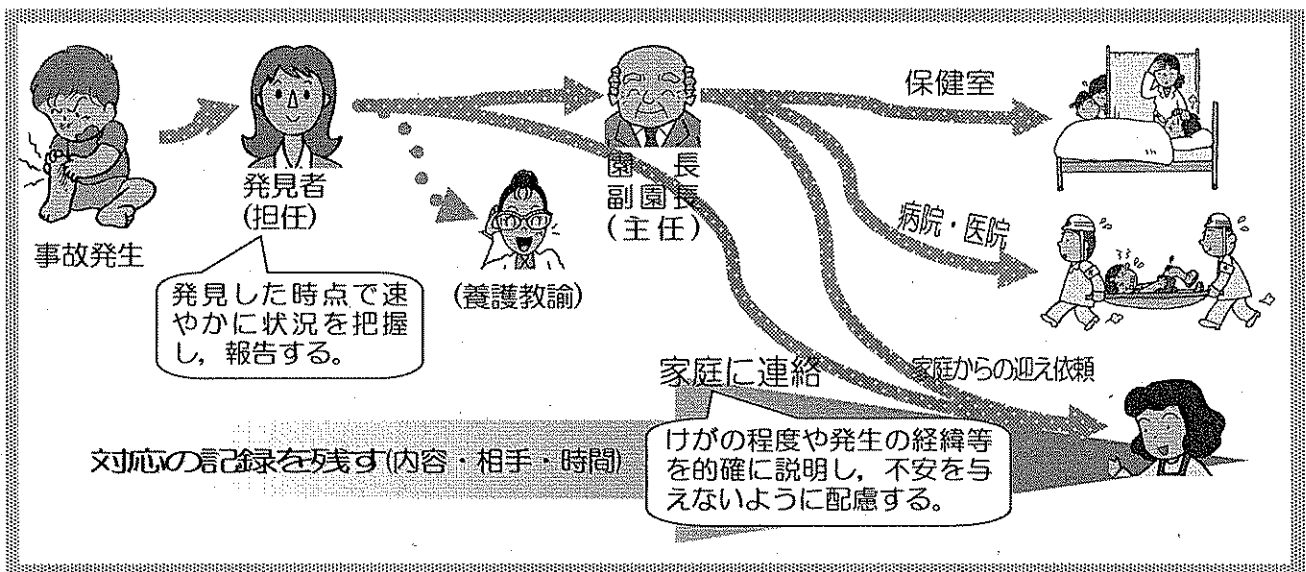 事故発生
発見者
(担任)
発見した時点で速
やかに状況を把握
し，報告する。
(養護教諭)
園長
副園長
(主任)
保健室
病院・医院
家庭に連絡
家庭からの迎え依頼
けがの程度や発生の経緯等
を的確に説明し，不安を与
えないように配慮する。
対応の記録を残す(内容・相手・時間)